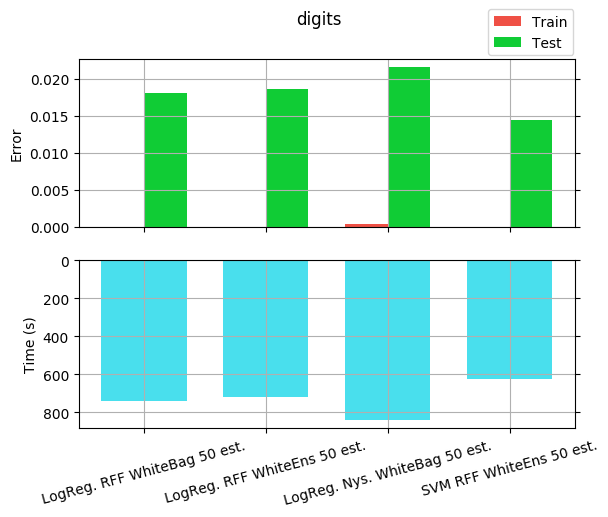 digits
Train
Test
0.020
0.015
0.010
0.005
0.000
Error
0
200
400
600
800
Time (s)
LogReg. RFF WhiteBag 50 est.
LogReg. RFF WhiteEns 50 est.
LogReg. Nys. WhiteBag 50 est.
SVM RFF WhiteEns 50 est.